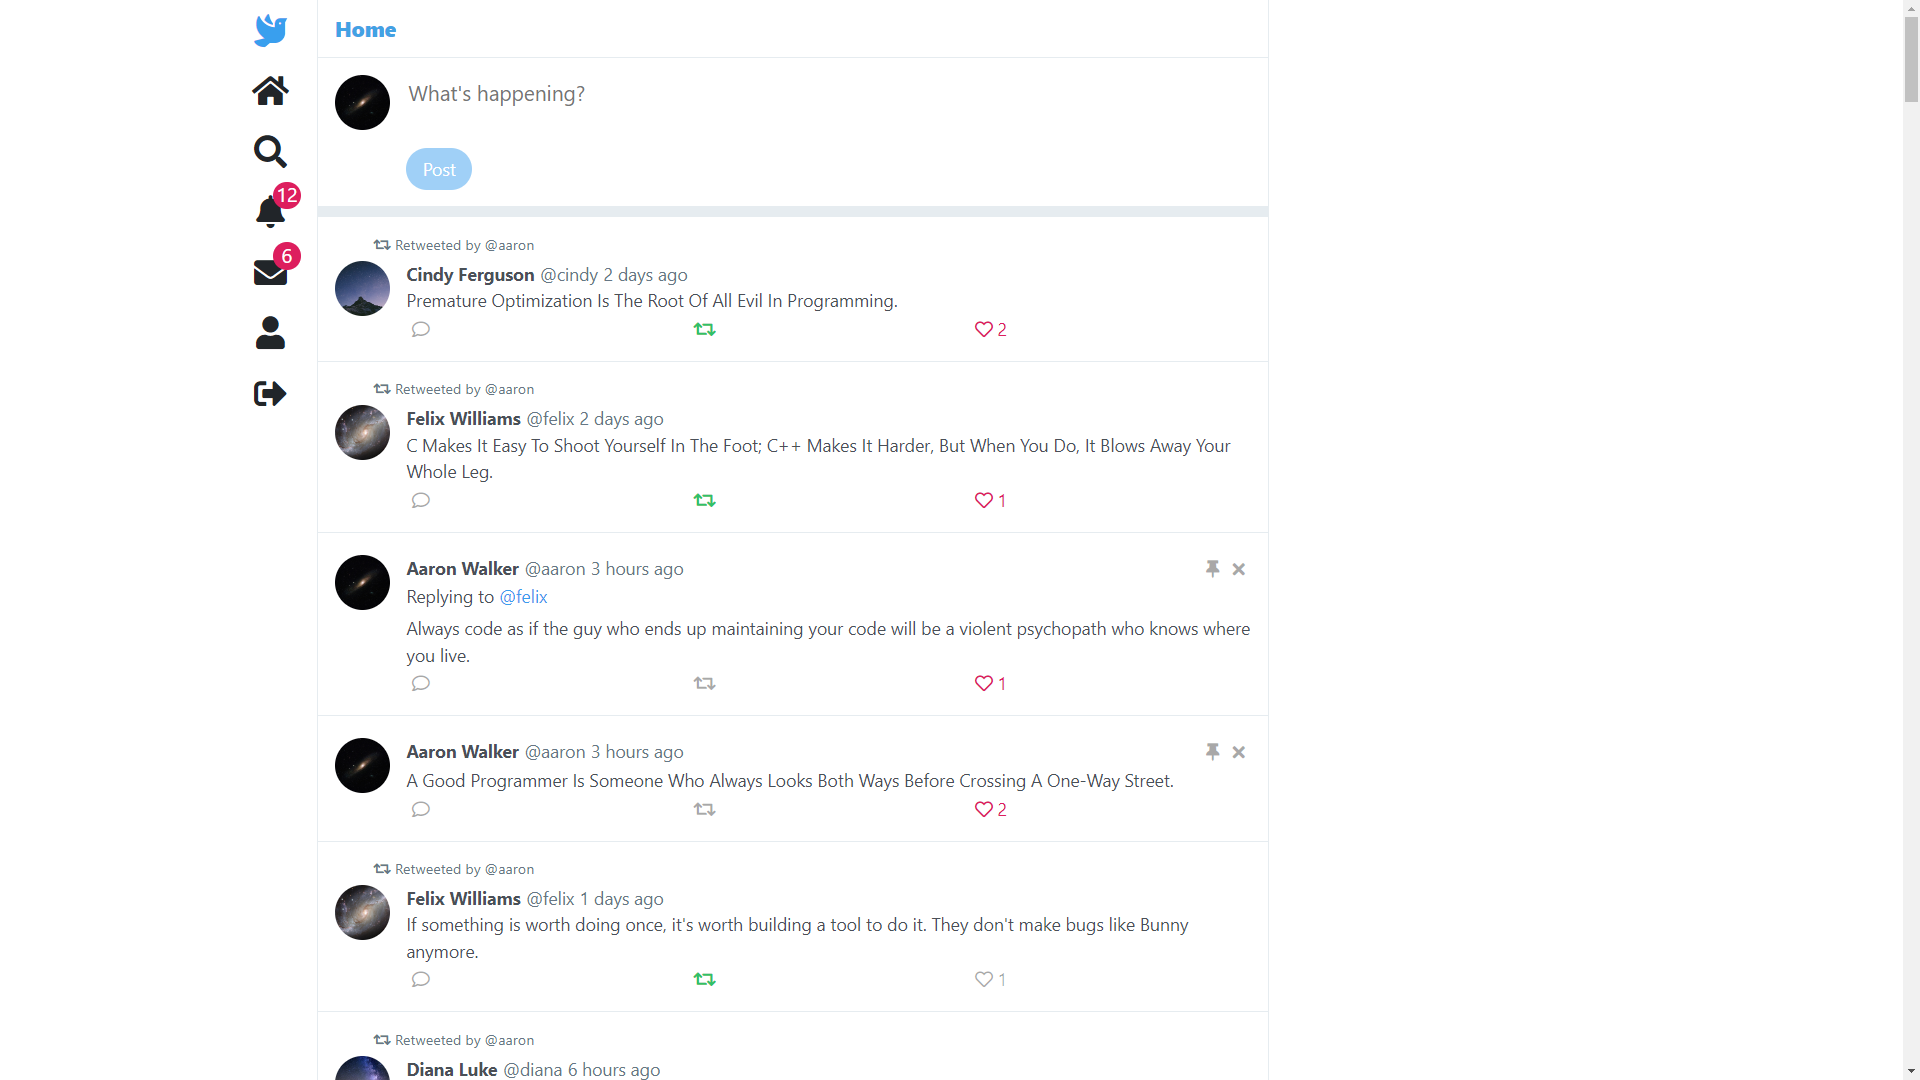 Home
What's happening?
Post
12
6
Retweeted by @aaron
Cindy Ferguson @cindy 2 days ago
Premature Optimization Is The Root Of All Evil In Programming.
2
Retweeted by @aaron
Felix Williams @felix 2 days ago
C Makes It Easy To Shoot Yourself In The Foot; C++ Makes It Harder, But When You Do, It Blows Away Your
Whole Leg.
1
Aaron Walker @aaron 3 hours ago
Replying to @felix
Always code as if the guy who ends up maintaining your code will be a violent psychopath who knows where
you live.
1
Aaron Walker @aaron 3 hours ago
A Good Programmer Is Someone Who Always Looks Both Ways Before Crossing A One-Way Street.
2
Retweeted by @aaron
Felix Williams @felix 1 days ago
If something is worth doing once, it's worth building a tool to do it. They don't make bugs like Bunny
anymore.
1
Retweeted by @aaron
Diana Luke @diana 6 hours ago